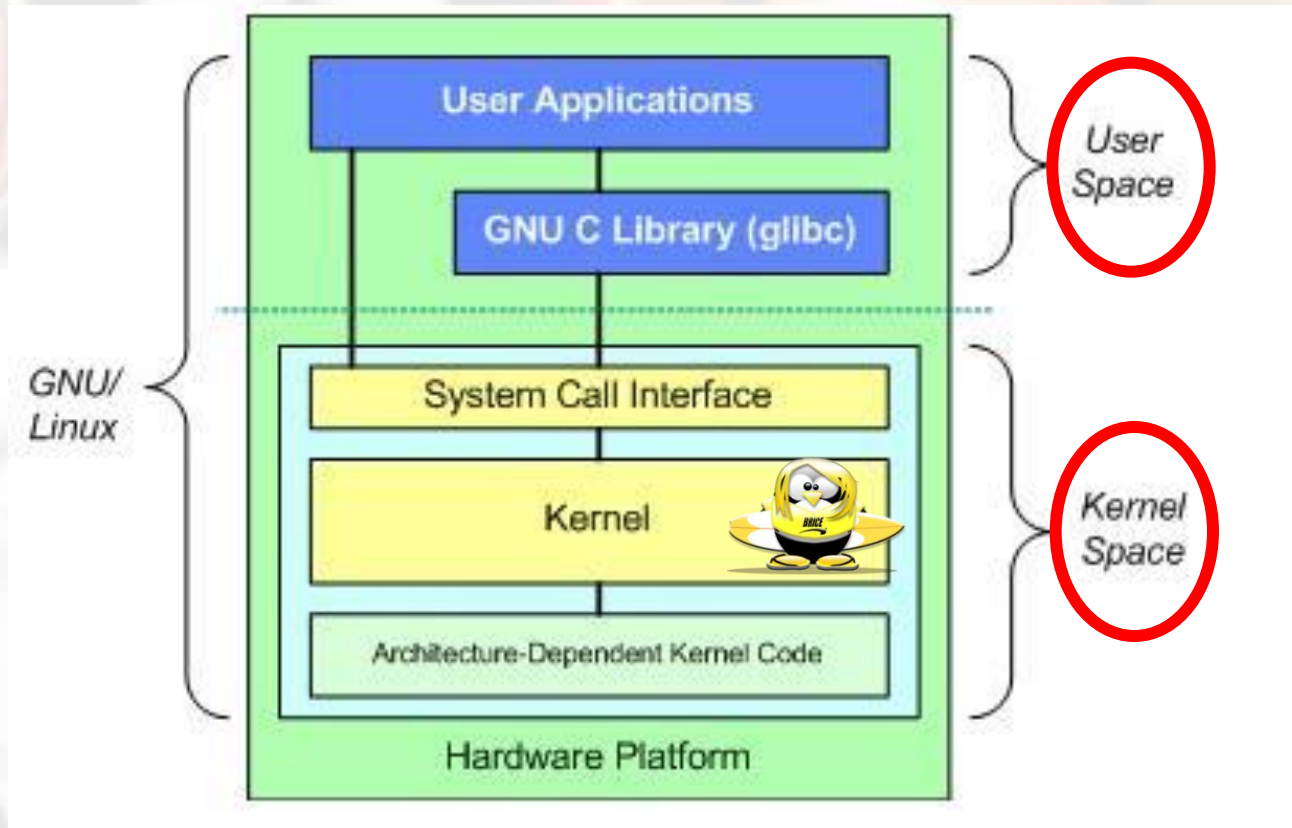 User Applications
User
Space
GNU C Library (glibc)
GNU/
Linux
System Call Interface
Kernel
BRICE
Kernel
Space
Architecture-Dependent Kernel Code
Hardware Platform